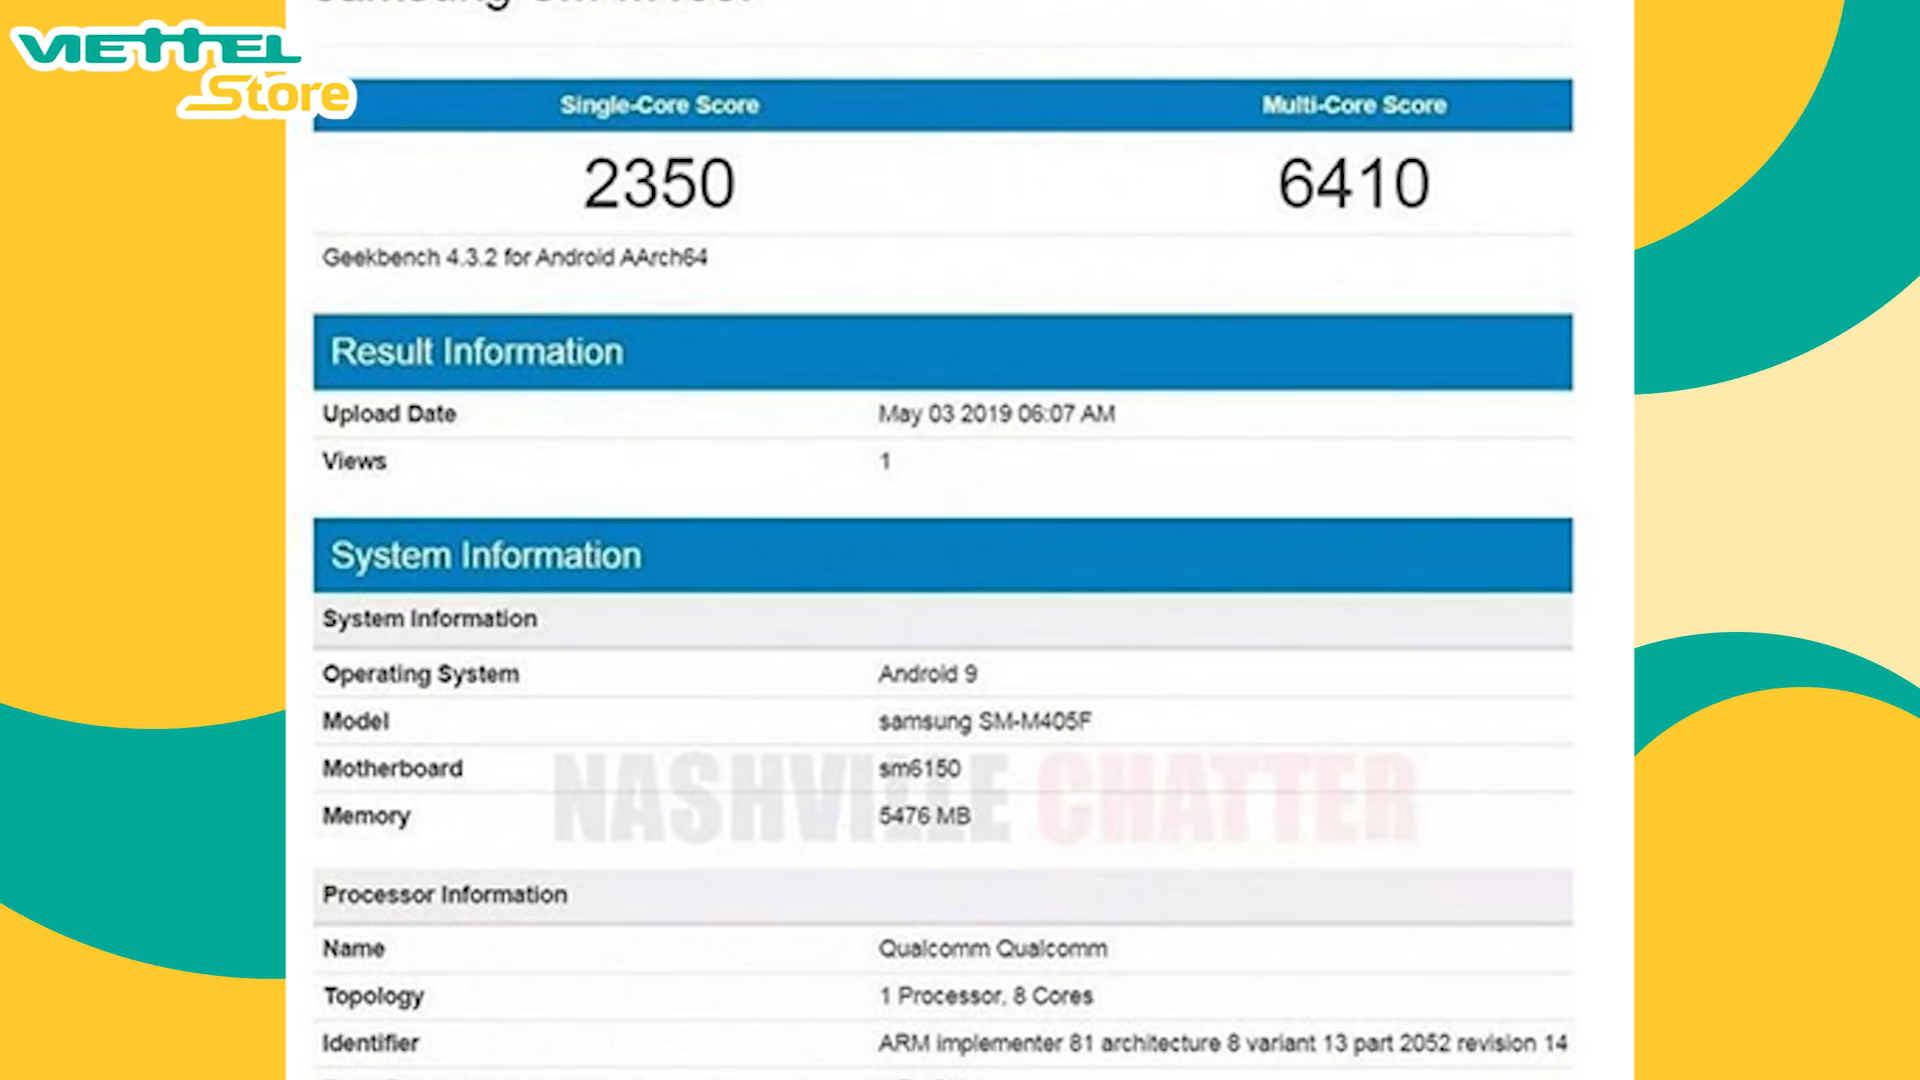 VIETTEL
Store
Single-Core Score Multi-Core Score
2350 6410
Geekbench 4.3.2 for Android AArch64
Result Information
Upload Date May 03 2019 06:07 AM
Views 1
System Information
System Information
Operating System Android 9
Model samsung SM-M405F
Motherboard sm6150
NASHVILLE CHATTER
Memory 5476 MB
Processor Information
Name Qualcomm Qualcomm
Topology 1 Processor, 8 Cores
Identifier ARM implementer 81 architecture 8 variant 13 part 2052 revision 14